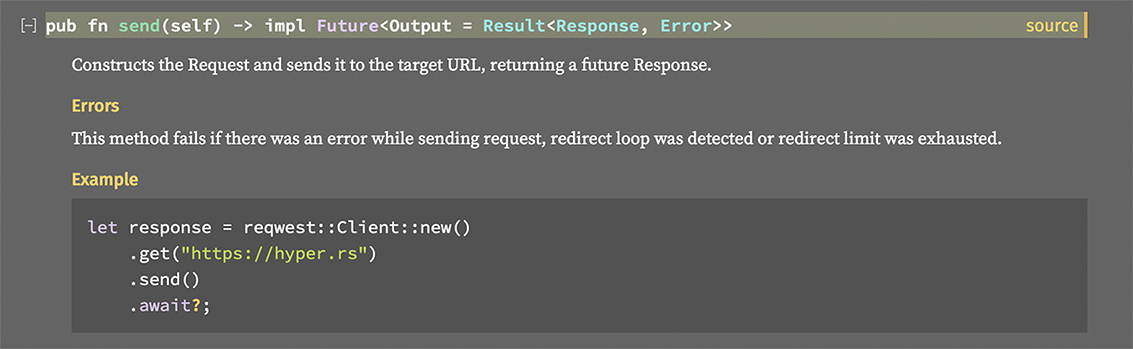 [−] pub fn send(self) -> impl Future<Output = Result<Response, Error>> source
Constructs the Request and sends it to the target URL, returning a future Response.
Errors
This method fails if there was an error while sending request, redirect loop was detected or redirect limit was exhausted.
Example
let response = reqwest::Client::new()
    .get("https://hyper.rs")
    .send()
    .await?;